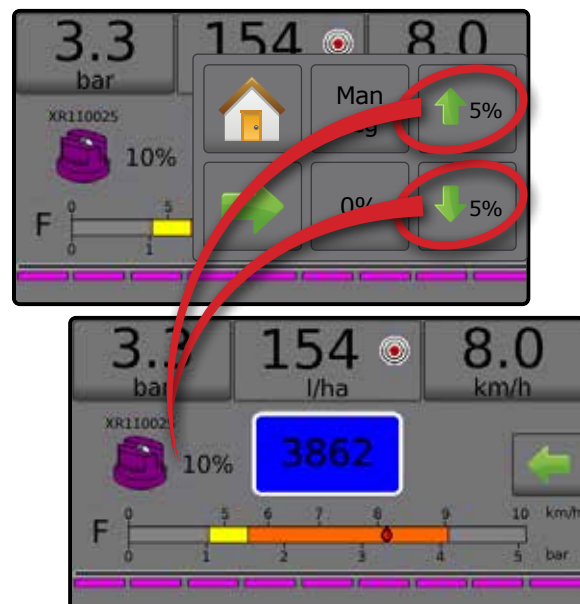 3.3 154 8.0
bar
XR110025
Man
5%
10%
0% 5%
F 0 5
0 1
3.3 154 8.0
bar l/ha km/h
XR110025
10% 3862
F 0 5 6 7 8 9 10 km/h
0 1 2 3 4 5 bar